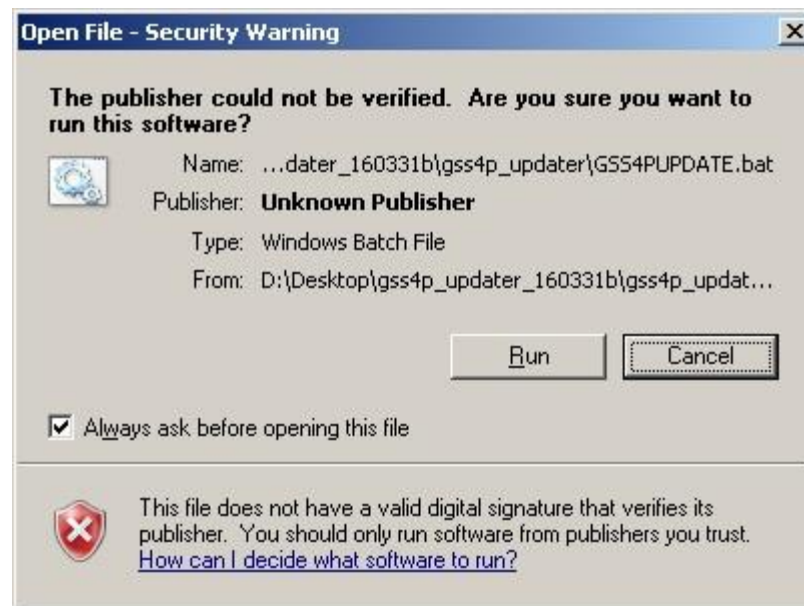 Open File - Security Warning
The publisher could not be verified. Are you sure you want to
run this software?
Name: ...dater_160331b\gss4p_updater\GSS4PUPDATE.bat
Publisher: Unknown Publisher
Type: Windows Batch File
From: D:\Desktop\gss4p_updater_160331b\gss4p_updat...
Run Cancel
Always ask before opening this file
This file does not have a valid digital signature that verifies its
publisher. You should only run software from publishers you trust.
How can I decide what software to run?